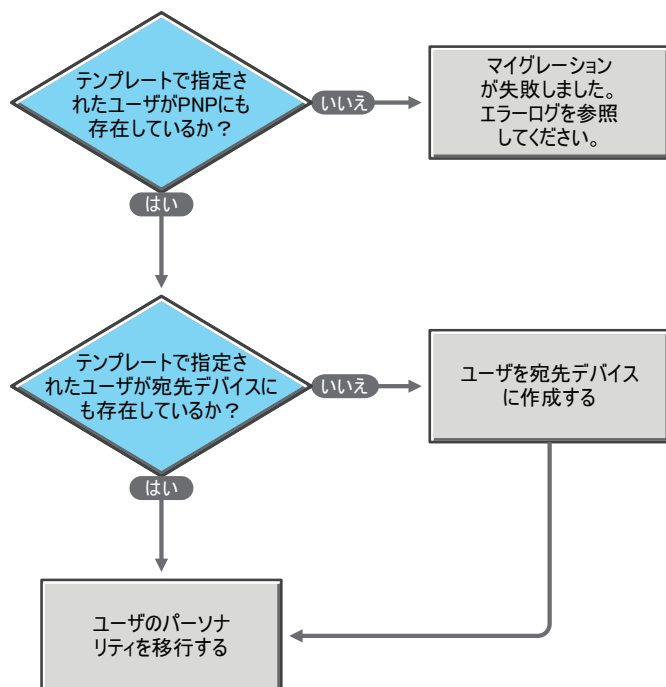 テンプレートで指定さ
れたユーザがPNPにも
存在しているか？
いいえ
マイグレーション
が失敗しました。
エラーログを参照
してください。
はい
テンプレートで指定さ
れたユーザが宛先デバイスに
も存在しているか？
いいえ
ユーザを宛先デバイス
に作成する
はい
ユーザのパーソナ
リティを移行する